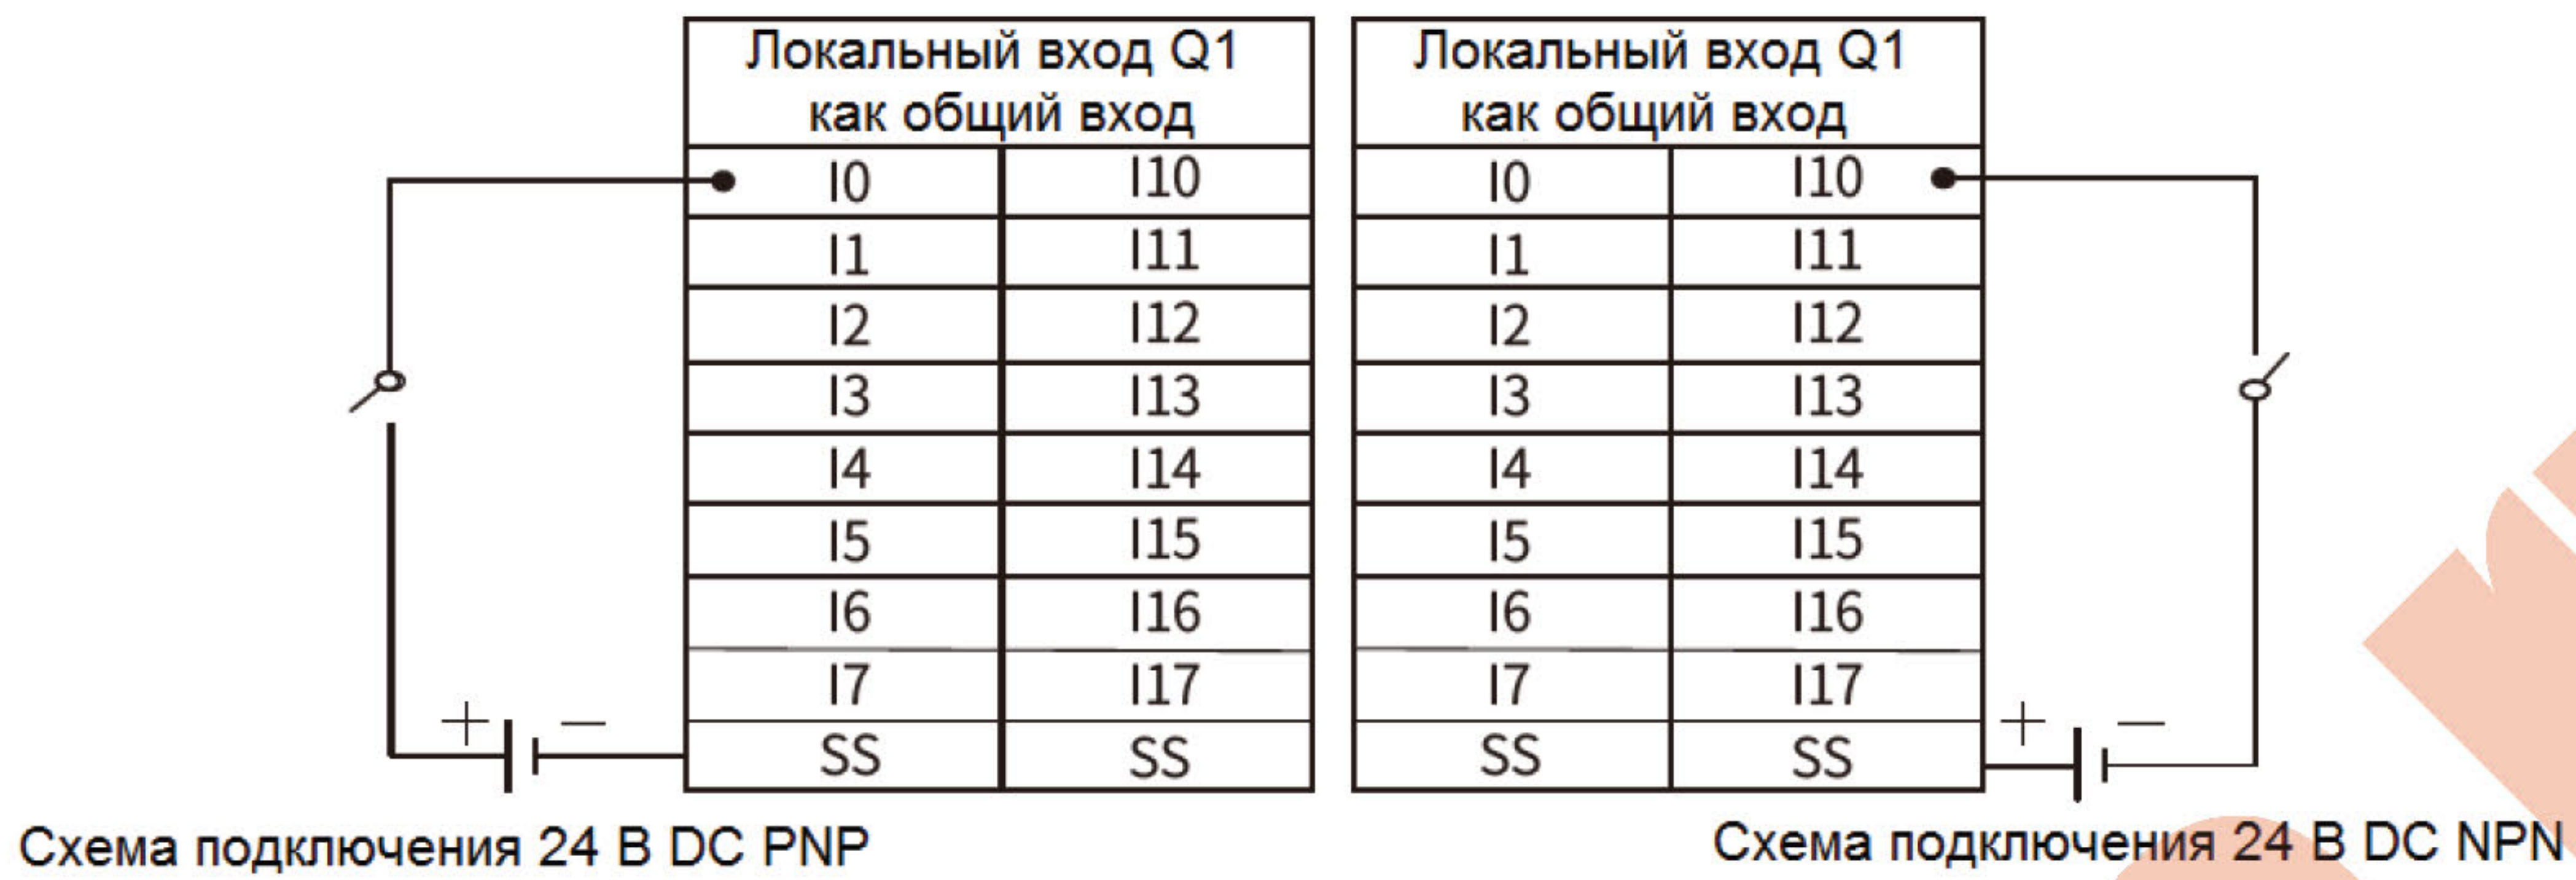 Локальный вход Q1
как общий вход
I0 I10
I1 I11
I2 I12
I3 I13
I4 I14
I5 I15
I6 I16
I7 I17
SS SS
+ −
Схема подключения 24 В DC PNP
Локальный вход Q1
как общий вход
I0 I10
I1 I11
I2 I12
I3 I13
I4 I14
I5 I15
I6 I16
I7 I17
SS SS
+ −
Схема подключения 24 В DC NPN